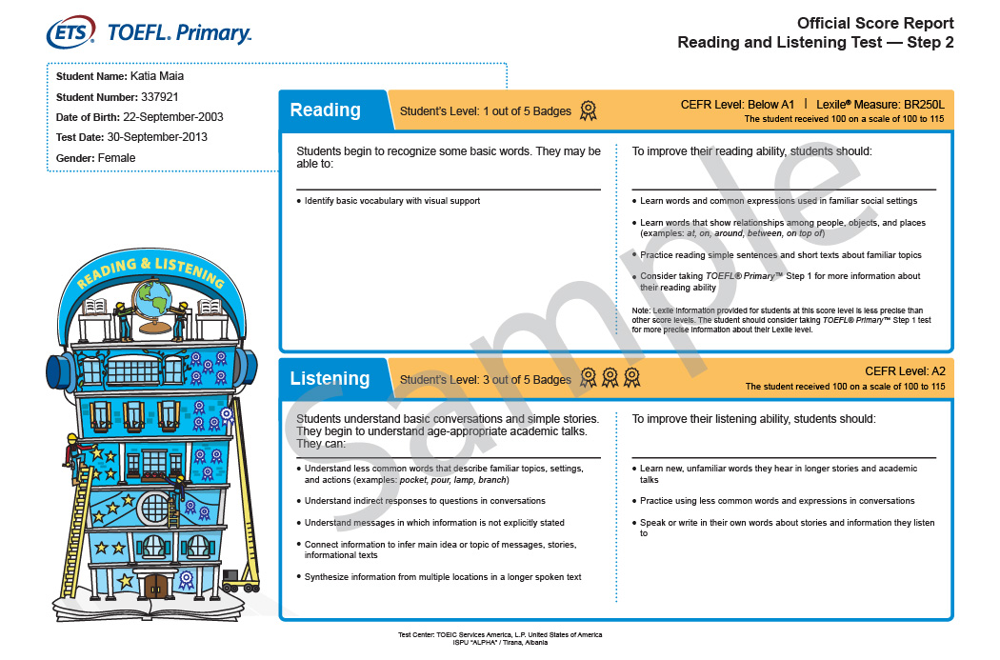 ETS® TOEFL® Primary™
Official Score Report
Reading and Listening Test — Step 2
Student Name: Katia Maia
Student Number: 337921
Date of Birth: 22-September-2003
Test Date: 30-September-2013
Gender: Female
Reading
Student's Level: 1 out of 5 Badges
CEFR Level: Below A1 | Lexile® Measure: BR250L
The student received 100 on a scale of 100 to 115
Students begin to recognize some basic words. They may be
able to:
• Identify basic vocabulary with visual support
To improve their reading ability, students should:
• Learn words and common expressions used in familiar social settings
• Learn words that show relationships among people, objects, and places
(examples: at, on, around, between, on top of)
• Practice reading simple sentences and short texts about familiar topics
• Consider taking TOEFL® Primary™ Step 1 for more information about
their reading ability
Note: Lexile information provided for students at this score level is less precise than
other score levels. The student should consider taking TOEFL® Primary™ Step 1 test
for more precise information about their Lexile level.
READING & LISTENING
Listening
Student's Level: 3 out of 5 Badges
CEFR Level: A2
The student received 100 on a scale of 100 to 115
Students understand basic conversations and simple stories.
They begin to understand age-appropriate academic talks.
They can:
• Understand less common words that describe familiar topics, settings,
and actions (examples: pocket, pour, lamp, branch)
• Understand indirect responses to questions in conversations
• Understand messages in which information is not explicitly stated
• Connect information to infer main idea or topic of messages, stories,
informational texts
• Synthesize information from multiple locations in a longer spoken text
To improve their listening ability, students should:
• Learn new, unfamiliar words they hear in longer stories and academic
talks
• Practice using less common words and expressions in conversations
• Speak or write in their own words about stories and information they listen
to
Sample
Test Center: TOEIC Services America, L.P. United States of America
ISPU "ALPHA" / Tirana, Albania